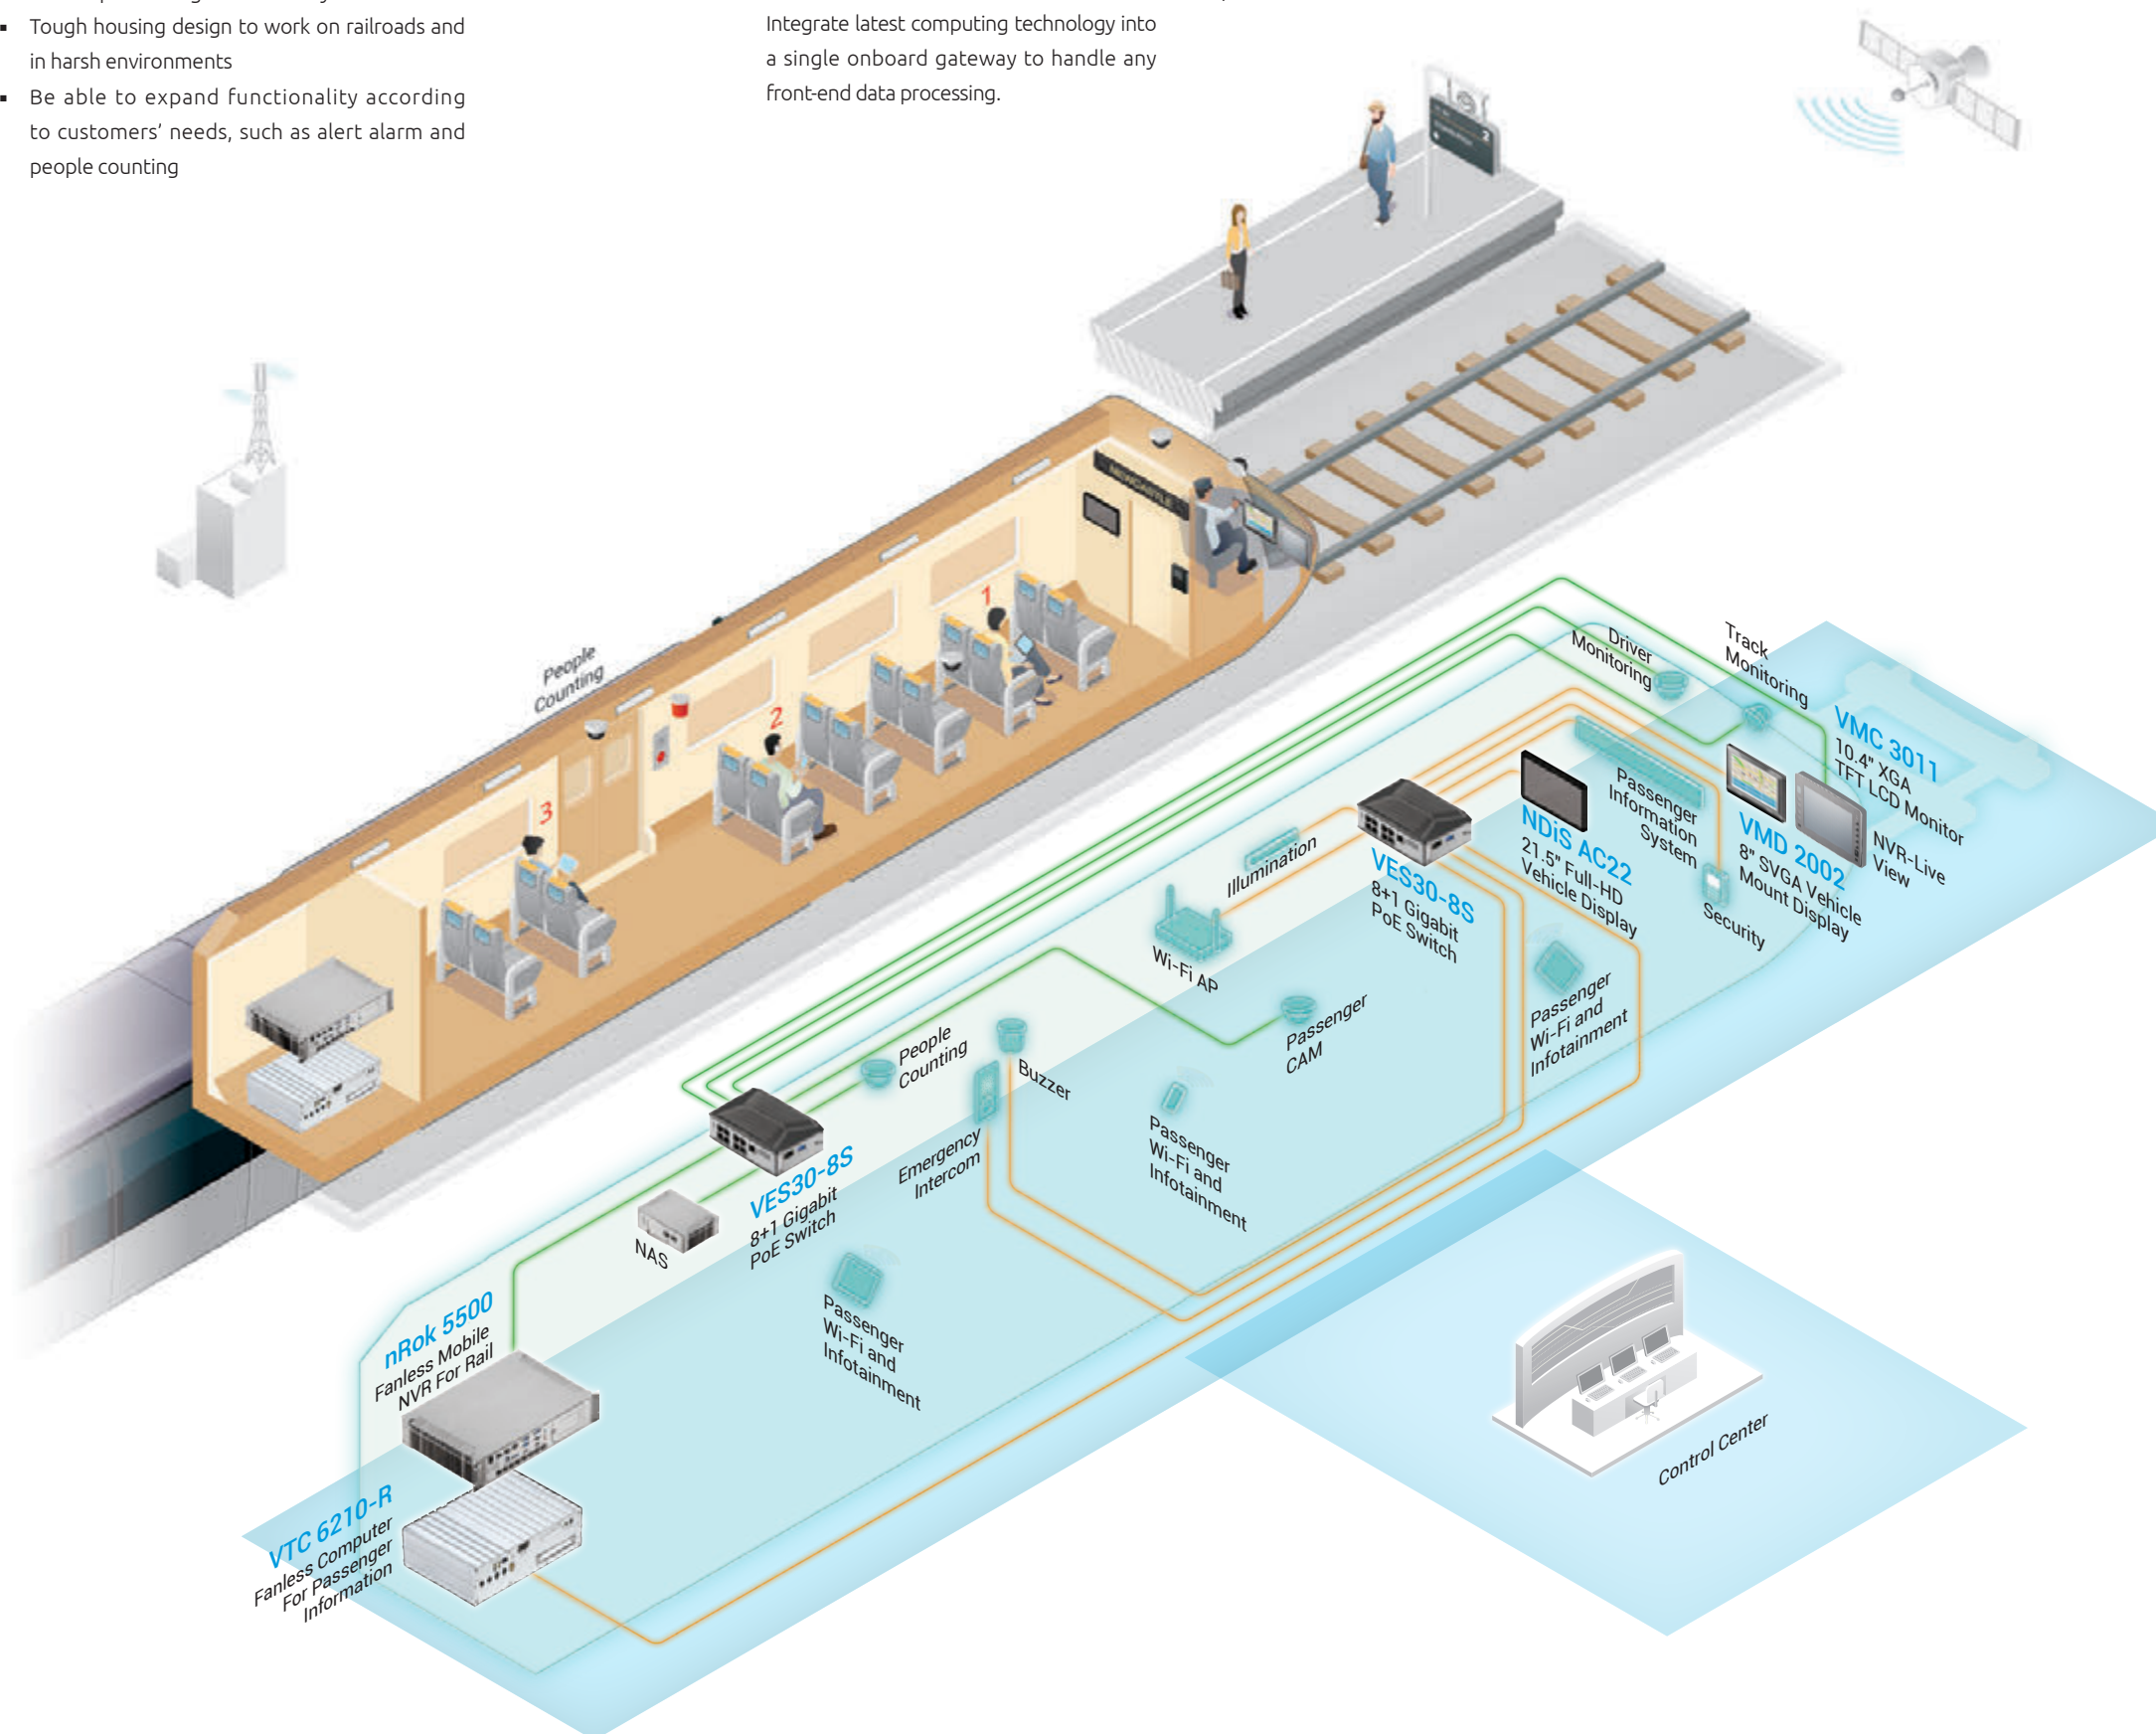 ▪ Tough housing design to work on railroads and
in harsh environments
▪ Be able to expand functionality according
to customers' needs, such as alert alarm and
people counting
Integrate latest computing technology into
a single onboard gateway to handle any
front-end data processing.
2
NEWCASTLE
People
Counting
1
2
3
Driver
Monitoring
Track
Monitoring
VMC 3011
10.4" XGA
TFT LCD Monitor
NVR-Live
View
VMD 2002
8" SVGA Vehicle
Mount Display
Passenger
Information
System
Security
NDiS AC22
21.5" Full-HD
Vehicle Display
VES30-8S
8+1 Gigabit
PoE Switch
Illumination
Wi-Fi AP
Passenger
Wi-Fi and
Infotainment
Passenger
CAM
People
Counting
Buzzer
Emergency
Intercom
Passenger
Wi-Fi and
Infotainment
VES30-8S
8+1 Gigabit
PoE Switch
NAS
Passenger
Wi-Fi and
Infotainment
nRok 5500
Fanless Mobile
NVR For Rail
VTC 6210-R
Fanless Computer
For Passenger
Information
Control Center